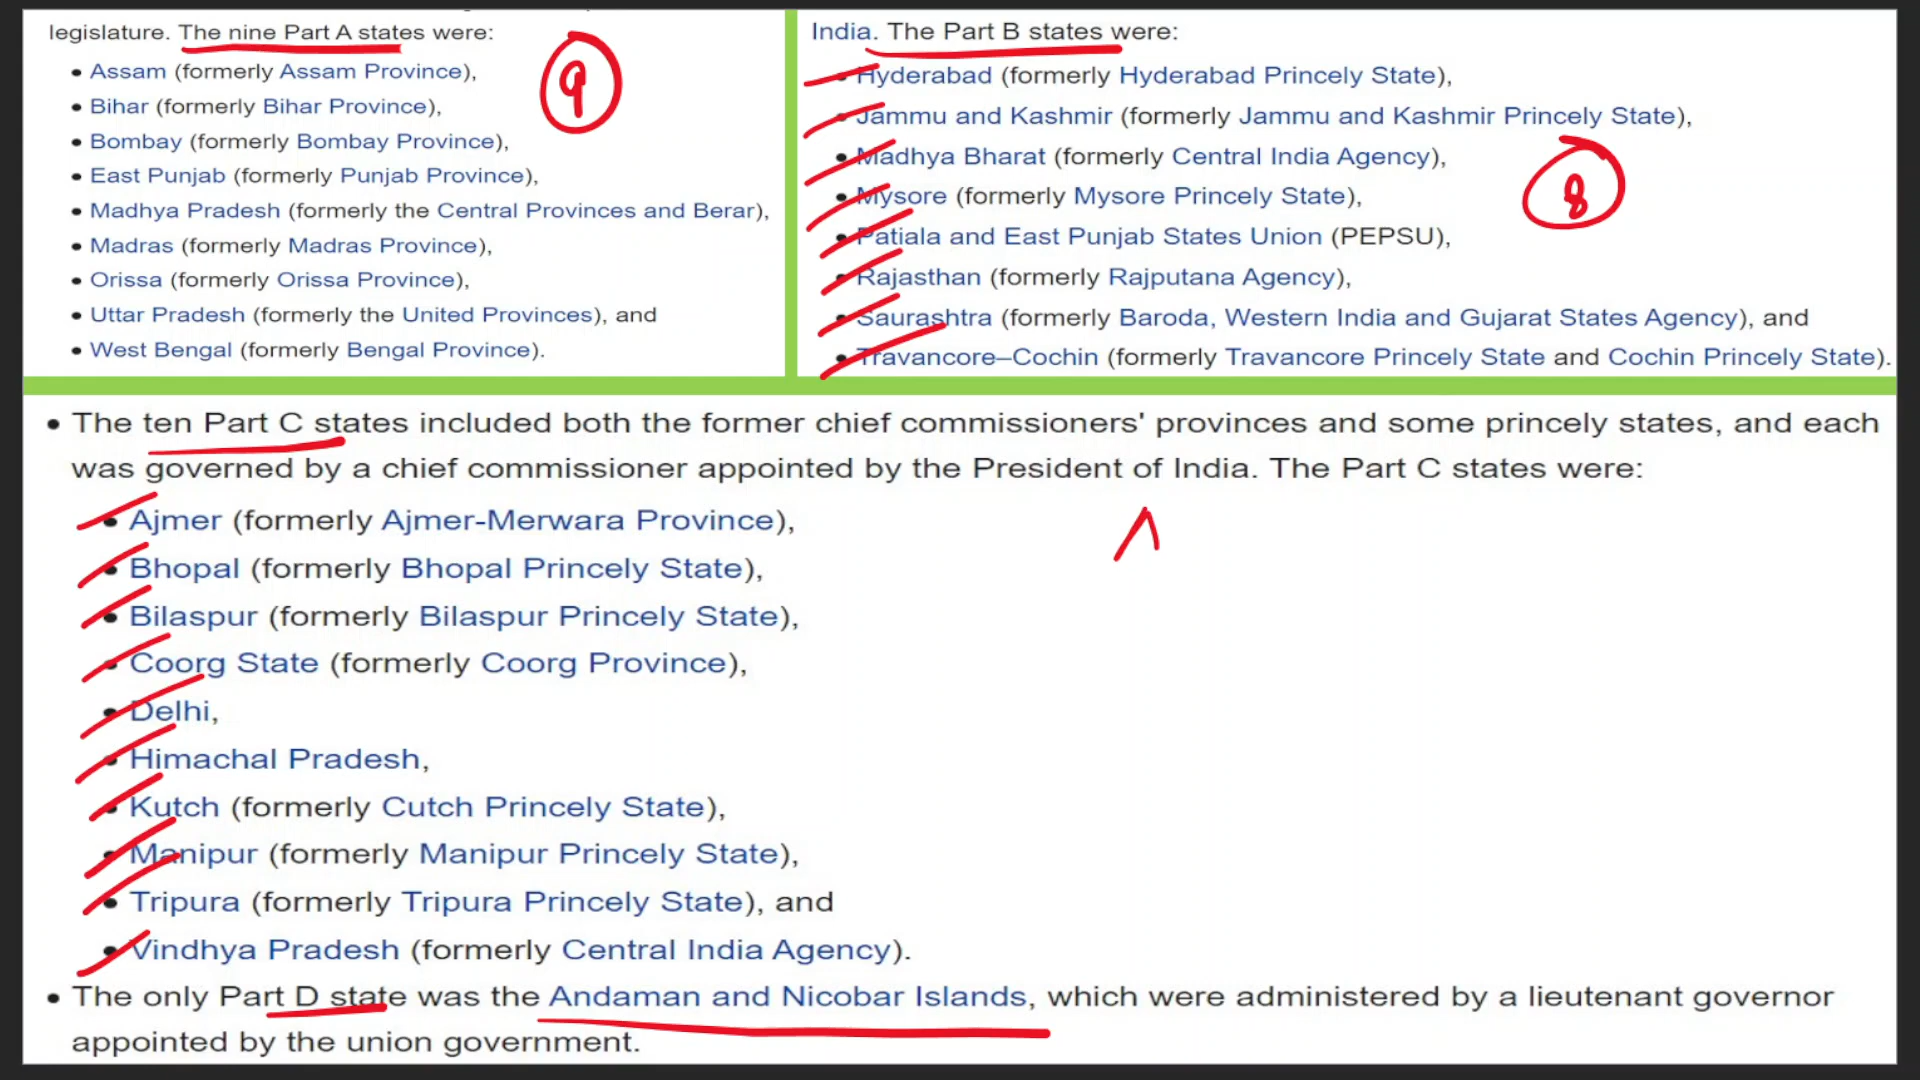 legislature. The nine Part A states were:
• Assam (formerly Assam Province),
• Bihar (formerly Bihar Province),
• Bombay (formerly Bombay Province),
• East Punjab (formerly Punjab Province),
• Madhya Pradesh (formerly the Central Provinces and Berar),
• Madras (formerly Madras Province),
• Orissa (formerly Orissa Province),
• Uttar Pradesh (formerly the United Provinces), and
• West Bengal (formerly Bengal Province).
9
India. The Part B states were:
• Hyderabad (formerly Hyderabad Princely State),
• Jammu and Kashmir (formerly Jammu and Kashmir Princely State),
• Madhya Bharat (formerly Central India Agency),
• Mysore (formerly Mysore Princely State),
• Patiala and East Punjab States Union (PEPSU),
• Rajasthan (formerly Rajputana Agency),
• Saurashtra (formerly Baroda, Western India and Gujarat States Agency), and
• Travancore–Cochin (formerly Travancore Princely State and Cochin Princely State).
8
• The ten Part C states included both the former chief commissioners' provinces and some princely states, and each
was governed by a chief commissioner appointed by the President of India. The Part C states were:
• Ajmer (formerly Ajmer-Merwara Province),
• Bhopal (formerly Bhopal Princely State),
• Bilaspur (formerly Bilaspur Princely State),
• Coorg State (formerly Coorg Province),
• Delhi,
• Himachal Pradesh,
• Kutch (formerly Cutch Princely State),
• Manipur (formerly Manipur Princely State),
• Tripura (formerly Tripura Princely State), and
• Vindhya Pradesh (formerly Central India Agency).
• The only Part D state was the Andaman and Nicobar Islands, which were administered by a lieutenant governor
appointed by the union government.